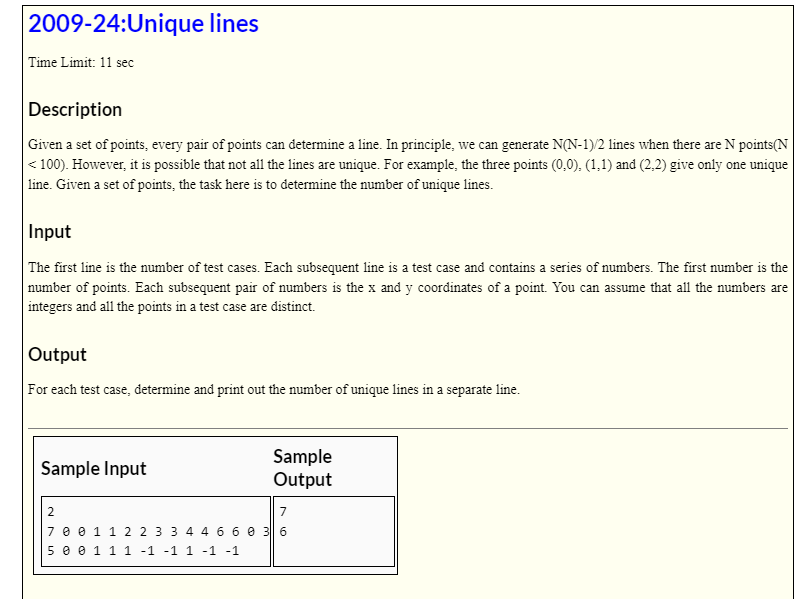 2009-24:Unique lines
Time Limit: 11 sec
Description
Given a set of points, every pair of points can determine a line. In principle, we can generate N(N-1)/2 lines when there are N points(N
< 100). However, it is possible that not all the lines are unique. For example, the three points (0,0), (1,1) and (2,2) give only one unique
line. Given a set of points, the task here is to determine the number of unique lines.
Input
The first line is the number of test cases. Each subsequent line is a test case and contains a series of numbers. The first number is the
number of points. Each subsequent pair of numbers is the x and y coordinates of a point. You can assume that all the numbers are
integers and all the points in a test case are distinct.
Output
For each test case, determine and print out the number of unique lines in a separate line.
Sample Input
2
7 0 0 1 1 2 2 3 3 4 4 6 6 0 3
5 0 0 1 1 1 -1 -1 1 -1 -1
Sample
Output
7
6